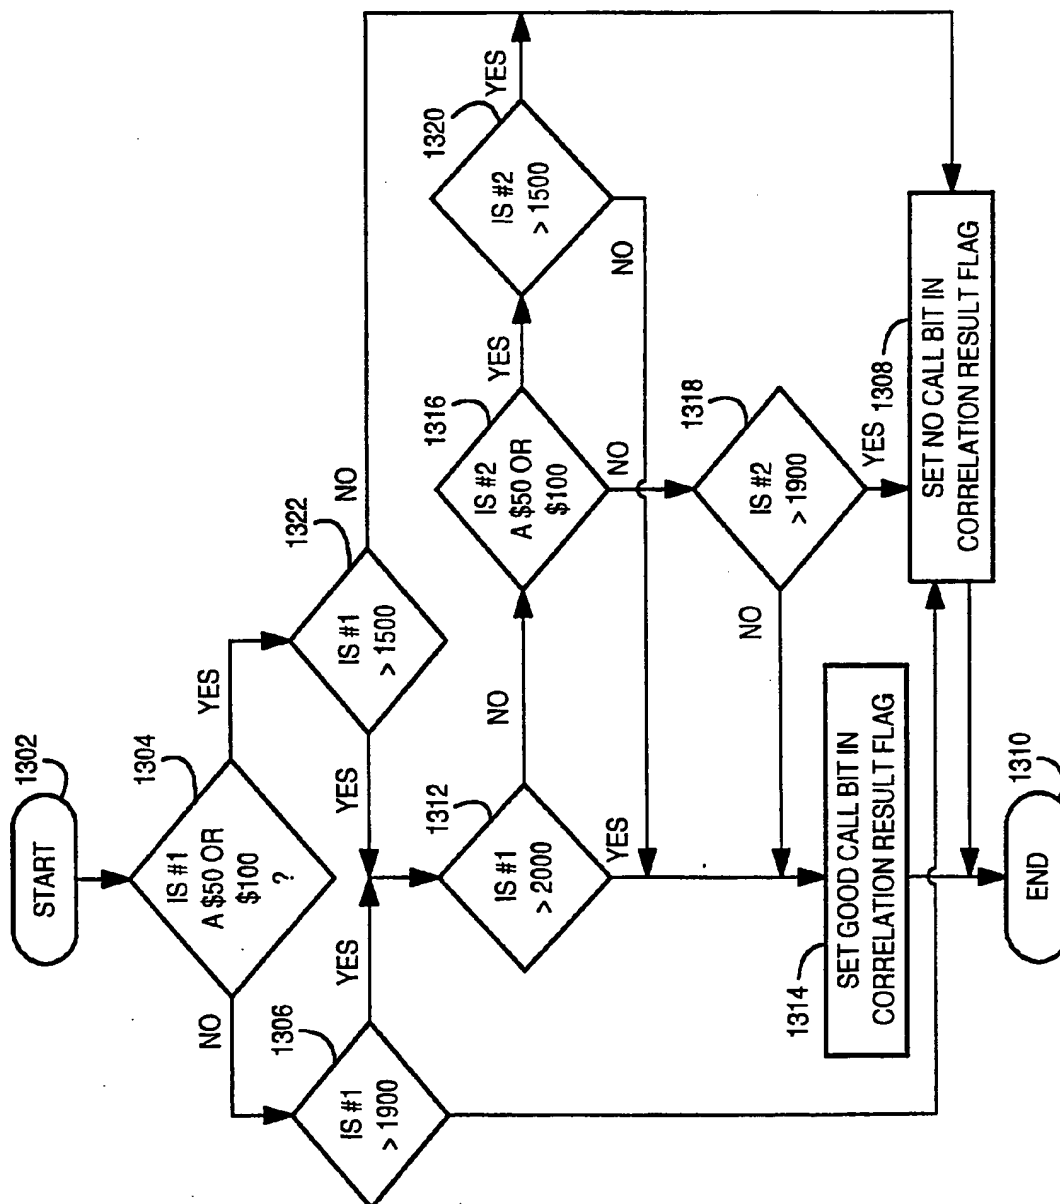 START
1302
IS #1
A $50 OR
$100
?
1304
NO
YES
IS #1
> 1900
1306
YES
IS #1
> 1500
1322
YES
NO
IS #1
> 2000
1312
NO
YES
IS #2
A $50 OR
$100
1316
YES
NO
IS #2
> 1500
1320
YES
NO
IS #2
> 1900
1318
NO
YES
SET GOOD CALL BIT IN
CORRELATION RESULT FLAG
1314
SET NO CALL BIT IN
CORRELATION RESULT FLAG
1308
END
1310